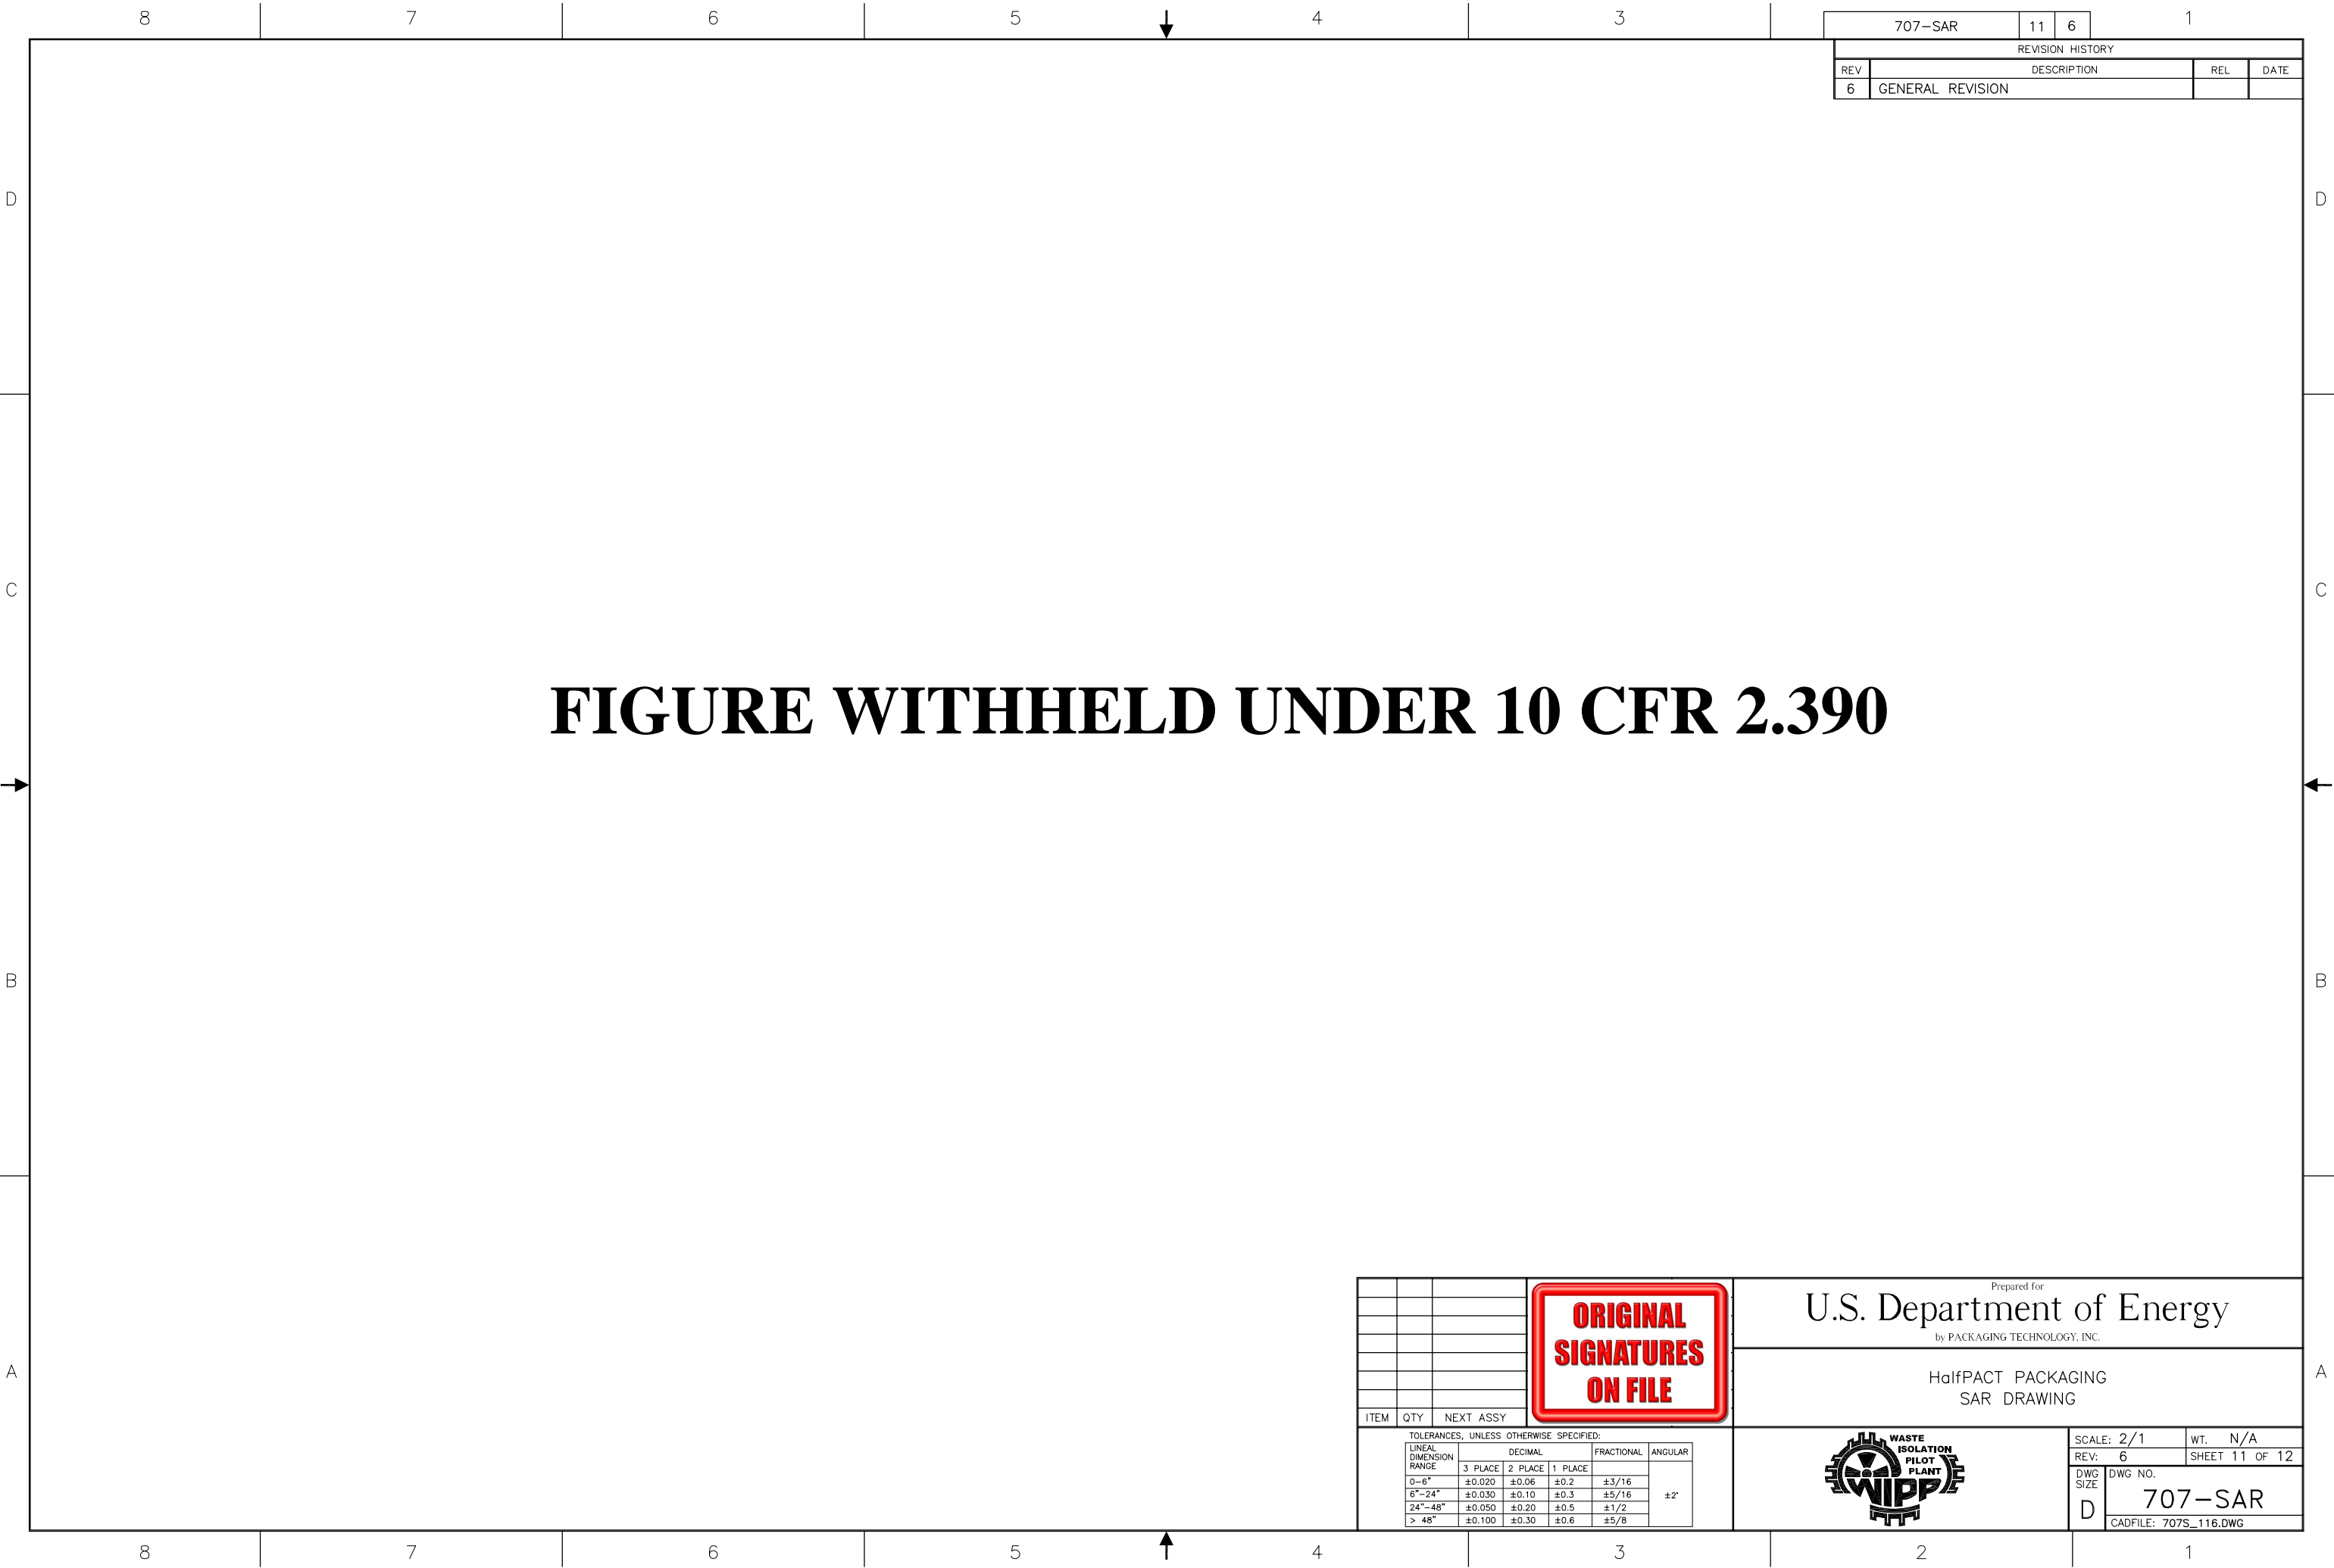 8 7 6 5 4 3 1
707-SAR 11 6
REVISION HISTORY
REV DESCRIPTION REL DATE
6 GENERAL REVISION
D D
C C
FIGURE WITHHELD UNDER 10 CFR 2.390
B B
A A
ORIGINAL
SIGNATURES
ON FILE
ITEM QTY NEXT ASSY
Prepared for
U.S. Department of Energy
by PACKAGING TECHNOLOGY, INC.
HalfPACT PACKAGING
SAR DRAWING
TOLERANCES, UNLESS OTHERWISE SPECIFIED:
LINEAL DIMENSION RANGE DECIMAL FRACTIONAL ANGULAR
3 PLACE 2 PLACE 1 PLACE
0-6" ±0.020 ±0.06 ±0.2 ±3/16
6"-24" ±0.030 ±0.10 ±0.3 ±5/16 ±2°
24"-48" ±0.050 ±0.20 ±0.5 ±1/2
> 48" ±0.100 ±0.30 ±0.6 ±5/8
WASTE
ISOLATION
PILOT
PLANT
WIPP
SCALE: 2/1 WT. N/A
REV: 6 SHEET 11 OF 12
DWG SIZE D
DWG NO.
707-SAR
CADFILE: 707S_116.DWG
8 7 6 5 4 3 2 1